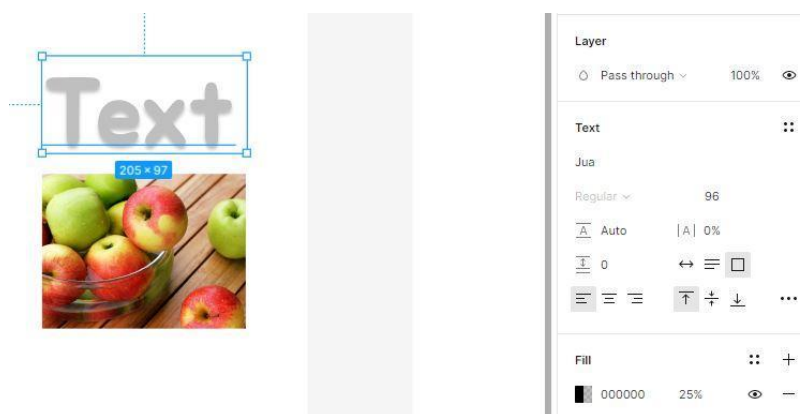 Text
205 × 97
Layer
Pass through 100%
Text
Jua
Regular 96
A Auto |A| 0%
0
Fill
000000 25%